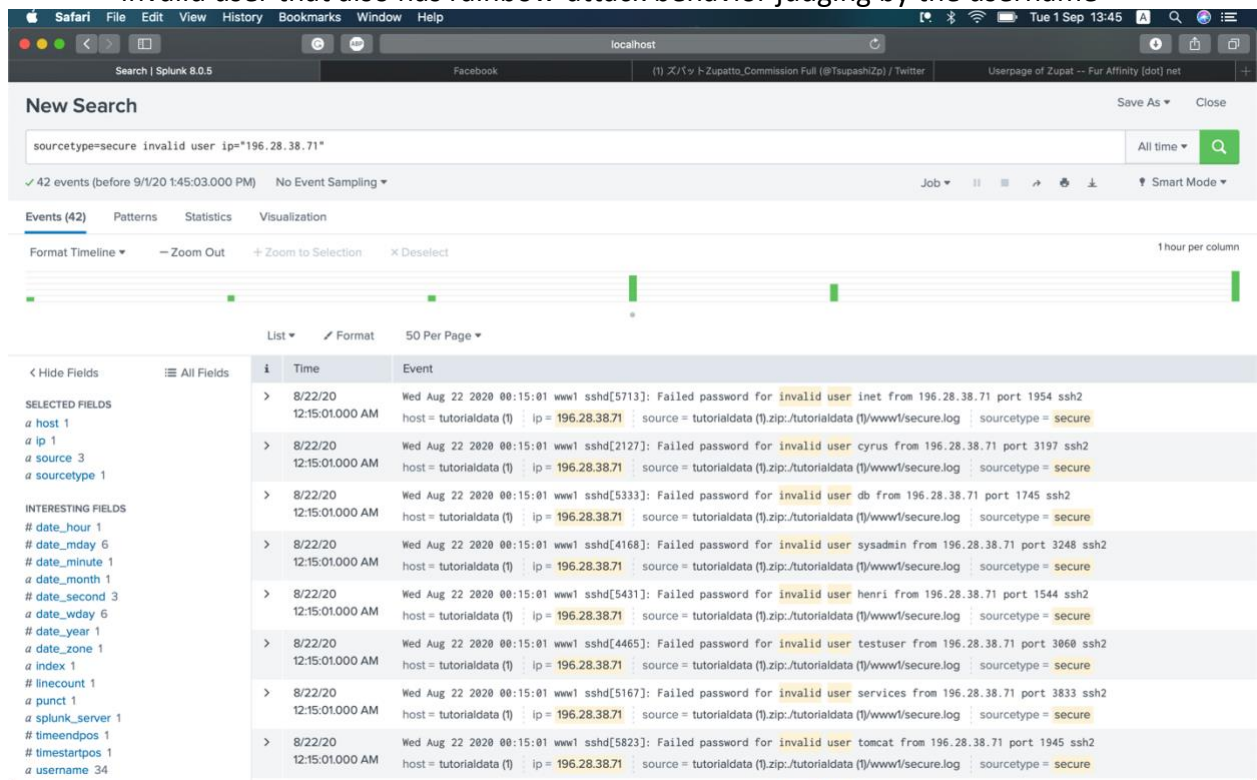 invalid user that also has rainbow attack behavior judging by the username
Safari File Edit View History Bookmarks Window Help Tue 1 Sep 13:45 A
localhost
Search | Splunk 8.0.5 Facebook (1) ズパットZupatto_Commission Full (@TsupashiZp) / Twitter Userpage of Zupat -- Fur Affinity [dot] net
New Search Save As Close
sourcetype=secure invalid user ip="196.28.38.71" All time
✓ 42 events (before 9/1/20 1:45:03.000 PM) No Event Sampling Job Smart Mode
Events (42) Patterns Statistics Visualization
Format Timeline — Zoom Out + Zoom to Selection × Deselect 1 hour per column
List Format 50 Per Page
< Hide Fields All Fields
SELECTED FIELDS
a host 1
a ip 1
a source 3
a sourcetype 1
INTERESTING FIELDS
# date_hour 1
# date_mday 6
# date_minute 1
a date_month 1
# date_second 3
a date_wday 6
# date_year 1
a date_zone 1
a index 1
# linecount 1
a punct 1
a splunk_server 1
# timeendpos 1
# timestartpos 1
a username 34
i Time Event
> 8/22/20 Wed Aug 22 2020 00:15:01 www1 sshd[5713]: Failed password for invalid user inet from 196.28.38.71 port 1954 ssh2
12:15:01.000 AM host = tutorialdata (1) ip = 196.28.38.71 source = tutorialdata (1).zip:./tutorialdata (1)/www1/secure.log sourcetype = secure
> 8/22/20 Wed Aug 22 2020 00:15:01 www1 sshd[2127]: Failed password for invalid user cyrus from 196.28.38.71 port 3197 ssh2
12:15:01.000 AM host = tutorialdata (1) ip = 196.28.38.71 source = tutorialdata (1).zip:./tutorialdata (1)/www1/secure.log sourcetype = secure
> 8/22/20 Wed Aug 22 2020 00:15:01 www1 sshd[5333]: Failed password for invalid user db from 196.28.38.71 port 1745 ssh2
12:15:01.000 AM host = tutorialdata (1) ip = 196.28.38.71 source = tutorialdata (1).zip:./tutorialdata (1)/www1/secure.log sourcetype = secure
> 8/22/20 Wed Aug 22 2020 00:15:01 www1 sshd[4168]: Failed password for invalid user sysadmin from 196.28.38.71 port 3248 ssh2
12:15:01.000 AM host = tutorialdata (1) ip = 196.28.38.71 source = tutorialdata (1).zip:./tutorialdata (1)/www1/secure.log sourcetype = secure
> 8/22/20 Wed Aug 22 2020 00:15:01 www1 sshd[5431]: Failed password for invalid user henri from 196.28.38.71 port 1544 ssh2
12:15:01.000 AM host = tutorialdata (1) ip = 196.28.38.71 source = tutorialdata (1).zip:./tutorialdata (1)/www1/secure.log sourcetype = secure
> 8/22/20 Wed Aug 22 2020 00:15:01 www1 sshd[4465]: Failed password for invalid user testuser from 196.28.38.71 port 3060 ssh2
12:15:01.000 AM host = tutorialdata (1) ip = 196.28.38.71 source = tutorialdata (1).zip:./tutorialdata (1)/www1/secure.log sourcetype = secure
> 8/22/20 Wed Aug 22 2020 00:15:01 www1 sshd[5167]: Failed password for invalid user services from 196.28.38.71 port 3833 ssh2
12:15:01.000 AM host = tutorialdata (1) ip = 196.28.38.71 source = tutorialdata (1).zip:./tutorialdata (1)/www1/secure.log sourcetype = secure
> 8/22/20 Wed Aug 22 2020 00:15:01 www1 sshd[5823]: Failed password for invalid user tomcat from 196.28.38.71 port 1945 ssh2
12:15:01.000 AM host = tutorialdata (1) ip = 196.28.38.71 source = tutorialdata (1).zip:./tutorialdata (1)/www1/secure.log sourcetype = secure